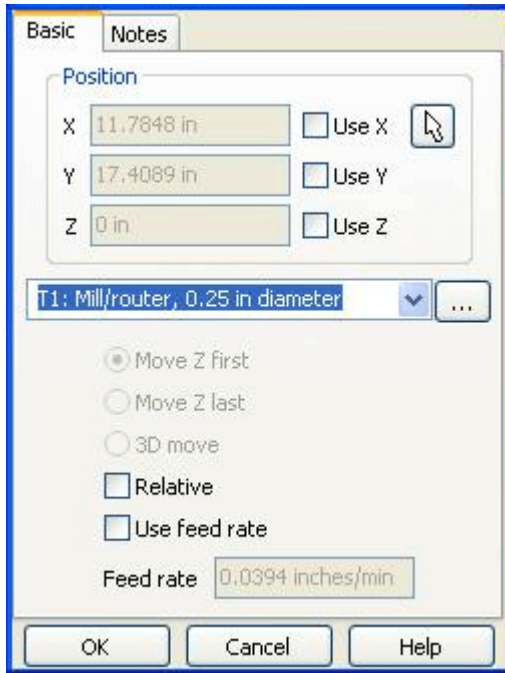 Basic Notes
Position
X 11.7848 in Use X
Y 17.4089 in Use Y
Z 0 in Use Z
T1: Mill/router, 0.25 in diameter ...
Move Z first
Move Z last
3D move
Relative
Use feed rate
Feed rate 0.0394 inches/min
OK Cancel Help